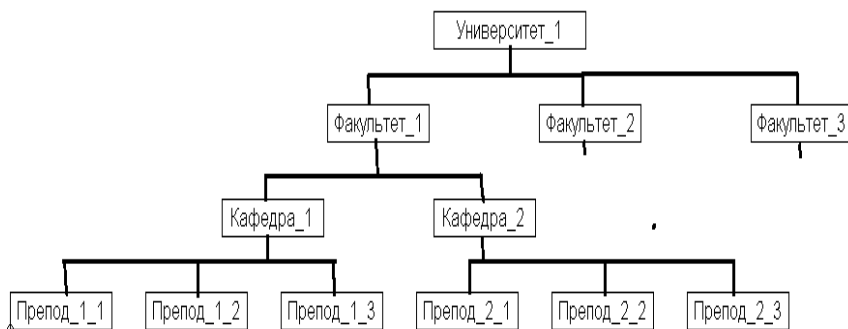 Университет_1
Факультет_1 Факультет_2 Факультет_3
Кафедра_1 Кафедра_2
Препод_1_1 Препод_1_2 Препод_1_3 Препод_2_1 Препод_2_2 Препод_2_3